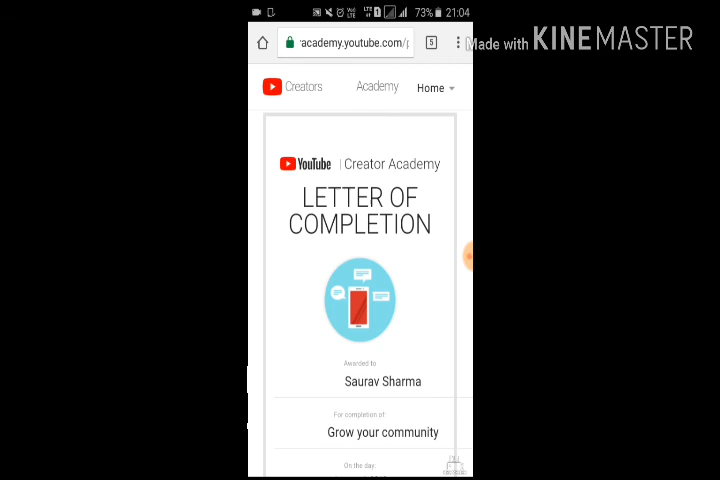 73% 21:04
academy.youtube.com/p
5
Made with KINEMASTER
Creators Academy Home
YouTube | Creator Academy
LETTER OF
COMPLETION
Awarded to
Saurav Sharma
For completion of:
Grow your community
On the day: